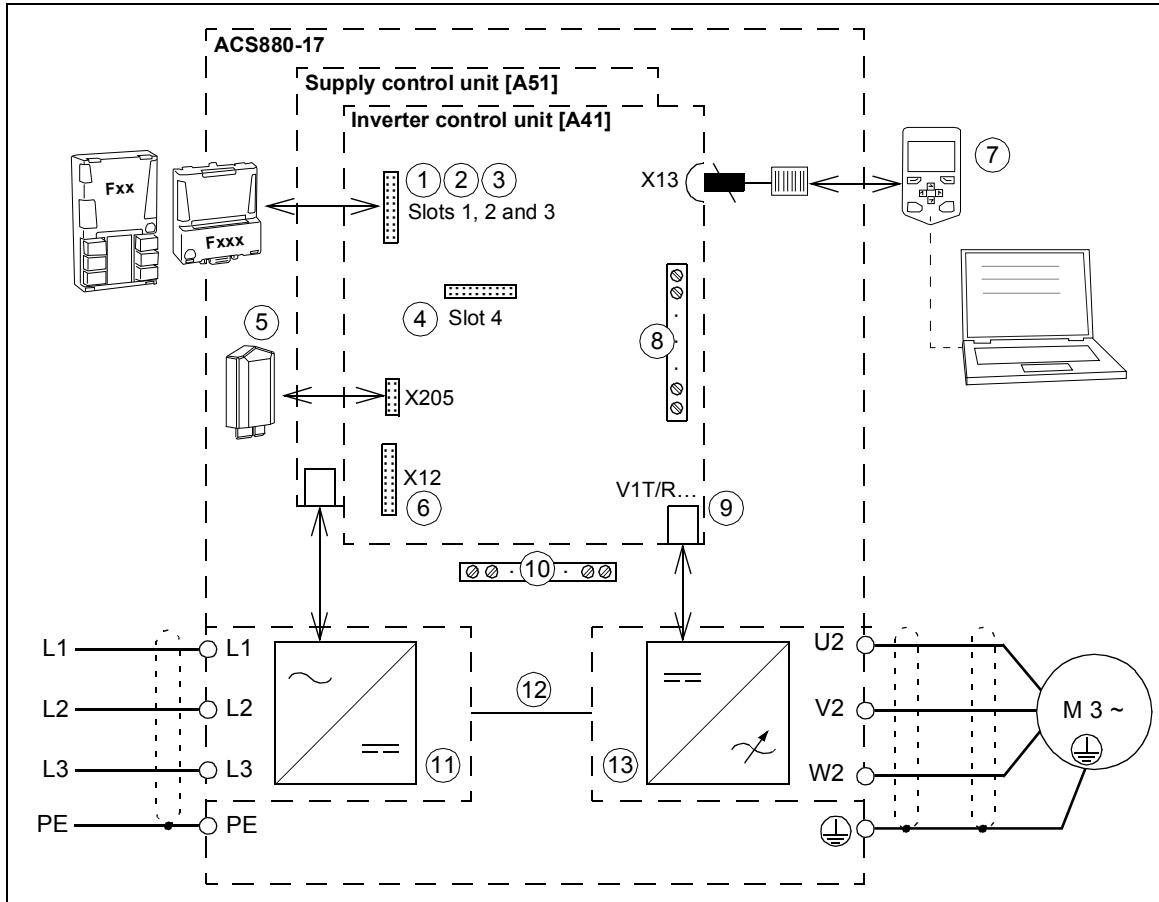 ACS880-17
Supply control unit [A51]
Inverter control unit [A41]
Fxx
Fxxx
1 2 3
Slots 1, 2 and 3
X13
7
4 Slot 4
5
8
X205
X12
6
V1T/R…
9
10
L1 L1
L2 L2
L3 L3
PE PE
11
12
13
U2
V2
W2
M 3 ~